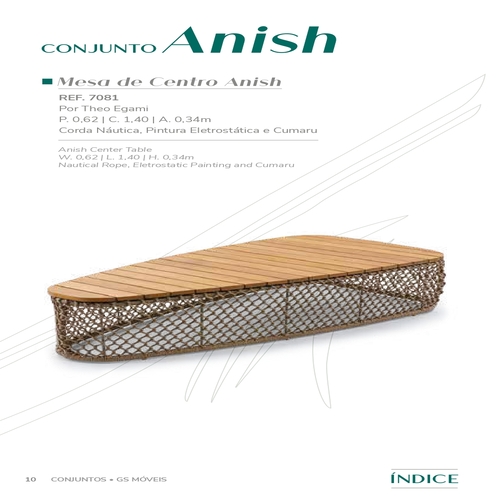 CONJUNTO Anish
Mesa de Centro Anish
REF. 7081
Por Theo Egami
P. 0,62 | C. 1,40 | A. 0,34m
Corda Náutica, Pintura Eletrostática e Cumaru
Anish Center Table
W. 0,62 | L. 1,40 | H. 0,34m
Nautical Rope, Eletrostatic Painting and Cumaru
10 CONJUNTOS • GS MÓVEIS
ÍNDICE